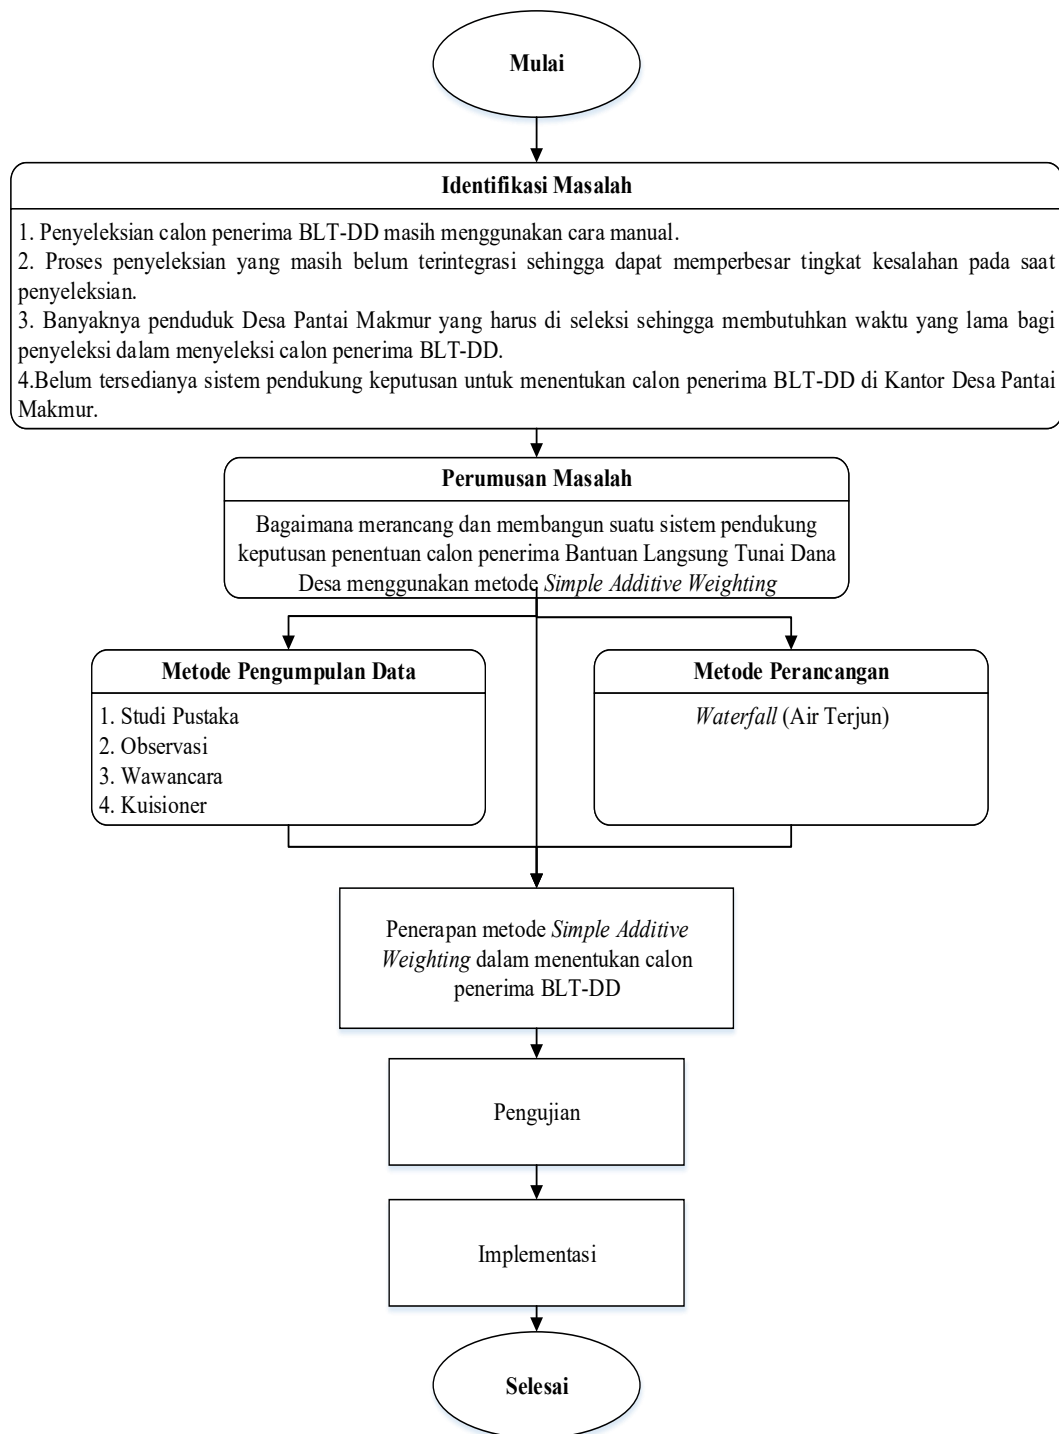 Mulai
Identifikasi Masalah
1. Penyeleksian calon penerima BLT-DD masih menggunakan cara manual.
2. Proses penyeleksian yang masih belum terintegrasi sehingga dapat memperbesar tingkat kesalahan pada saat
penyeleksian.
3. Banyaknya penduduk Desa Pantai Makmur yang harus di seleksi sehingga membutuhkan waktu yang lama bagi
penyeleksi dalam menyeleksi calon penerima BLT-DD.
4.Belum tersedianya sistem pendukung keputusan untuk menentukan calon penerima BLT-DD di Kantor Desa Pantai
Makmur.
Perumusan Masalah
Bagaimana merancang dan membangun suatu sistem pendukung
keputusan penentuan calon penerima Bantuan Langsung Tunai Dana
Desa menggunakan metode Simple Additive Weighting
Metode Pengumpulan Data
1. Studi Pustaka
2. Observasi
3. Wawancara
4. Kuisioner
Metode Perancangan
Waterfall (Air Terjun)
Penerapan metode Simple Additive
Weighting dalam menentukan calon
penerima BLT-DD
Pengujian
Implementasi
Selesai